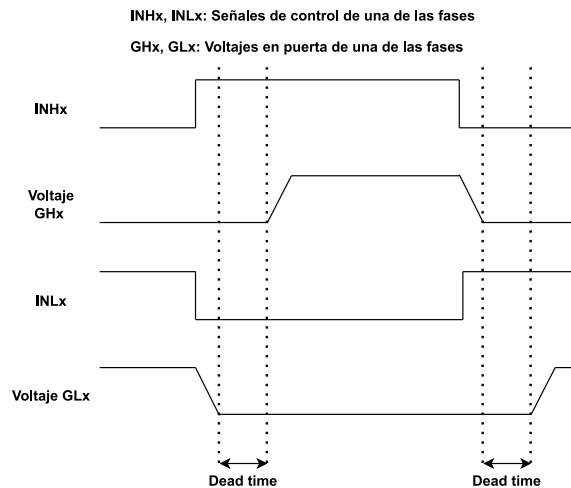 INHx, INLx: Señales de control de una de las fases
GHx, GLx: Voltajes en puerta de una de las fases
INHx
Voltaje
GHx
INLx
Voltaje GLx
Dead time
Dead time